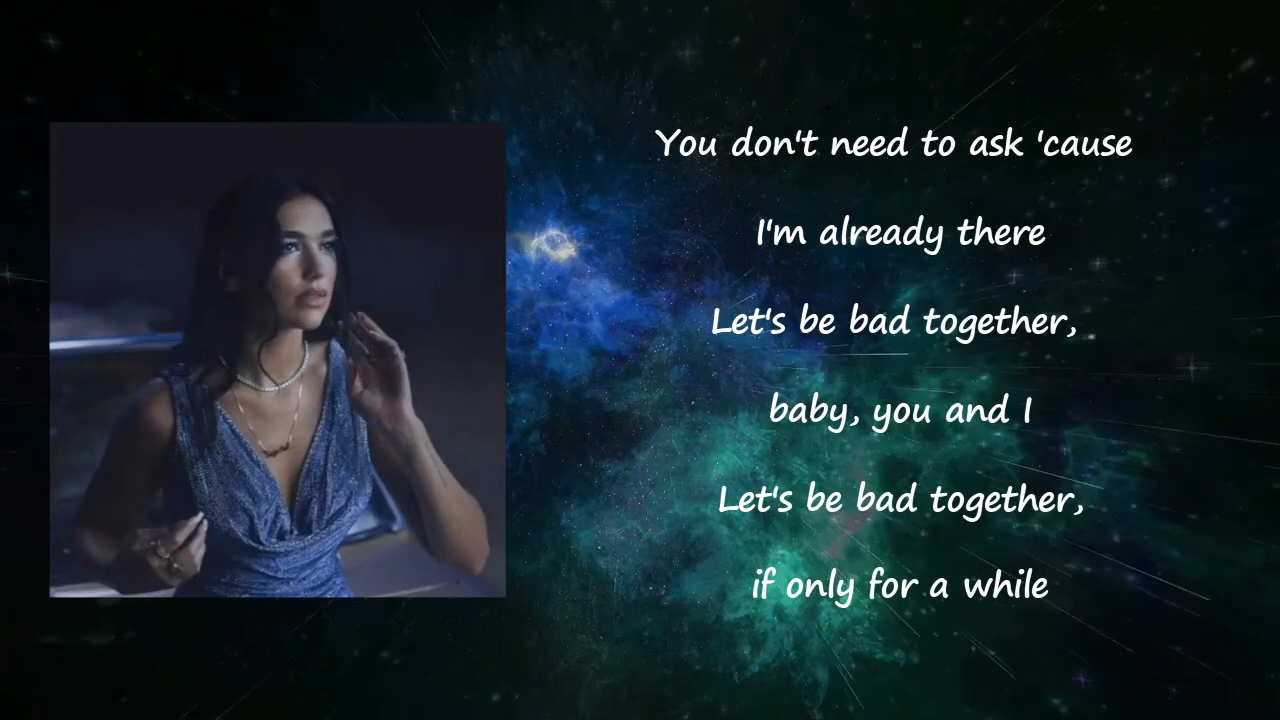 You don't need to ask 'cause
I'm already there
Let's be bad together,
baby, you and I
Let's be bad together,
if only for a while